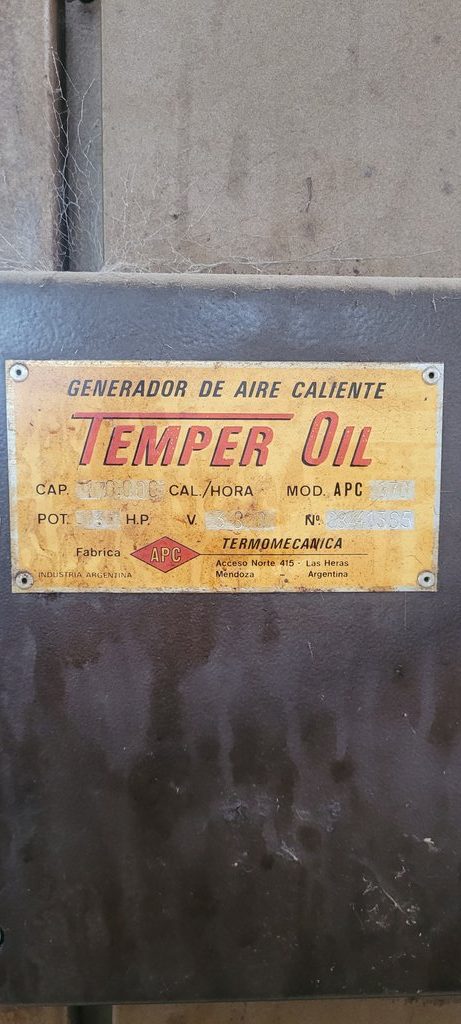 GENERADOR DE AIRE CALIENTE
TEMPER OIL
CAP. CAL./HORA MOD. APC
POT. H.P. V. Nº
Fabrica APC TERMOMECANICA
Acceso Norte 415 - Las Heras
INDUSTRIA ARGENTINA Mendoza - Argentina